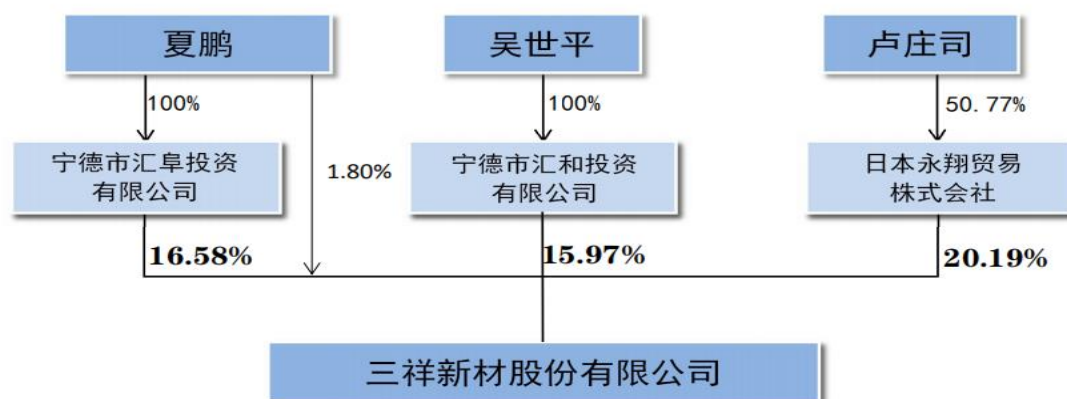 夏鹏
吴世平
卢庄司
100%
100%
50.77%
宁德市汇阜投资
有限公司
1.80%
宁德市汇和投资
有限公司
日本永翔贸易
株式会社
16.58%
15.97%
20.19%
三祥新材股份有限公司